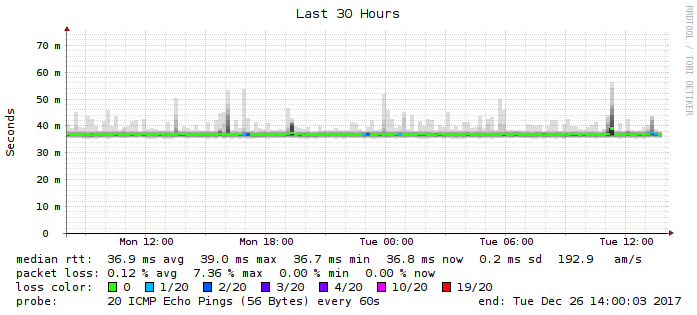 Last 30 Hours
RRDTOOL / TOBI OETIKER
Seconds
70 m
60 m
50 m
40 m
30 m
20 m
10 m
0
Mon 12:00 Mon 18:00 Tue 00:00 Tue 06:00 Tue 12:00
median rtt: 36.9 ms avg 39.0 ms max 36.7 ms min 36.8 ms now 0.2 ms sd 192.9 am/s
packet loss: 0.12 % avg 7.36 % max 0.00 % min 0.00 % now
loss color: 0 1/20 2/20 3/20 4/20 10/20 19/20
probe: 20 ICMP Echo Pings (56 Bytes) every 60s end: Tue Dec 26 14:00:03 2017